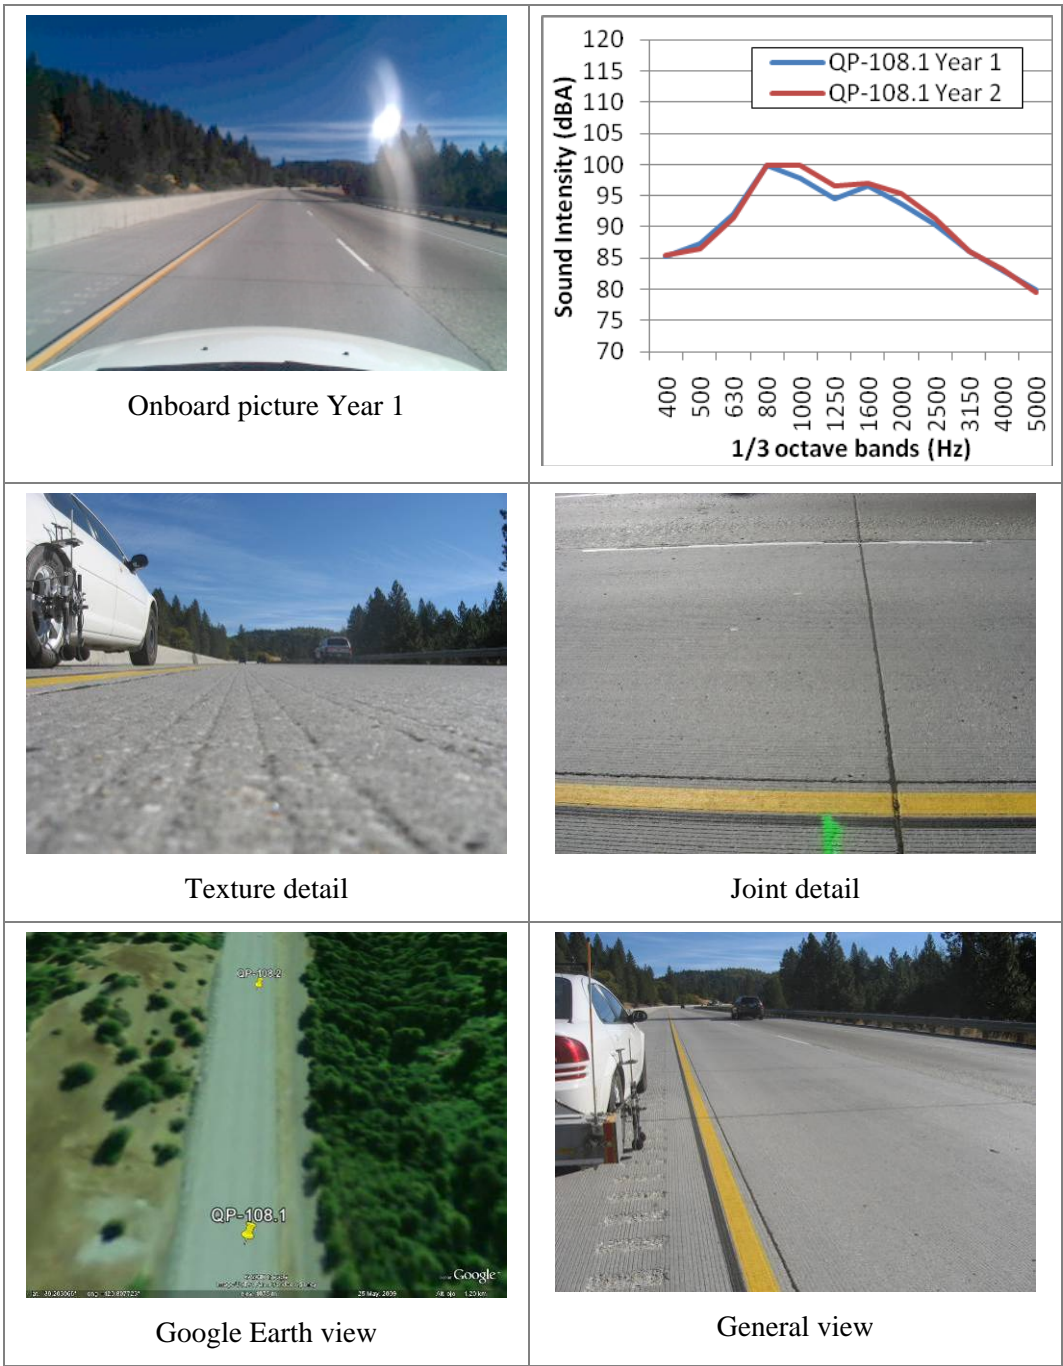 120
115
110
105
100
95
90
85
80
75
70
Sound Intensity (dBA)
QP-108.1 Year 1
QP-108.1 Year 2
400
500
630
800
1000
1250
1600
2000
2500
3150
4000
5000
1/3 octave bands (Hz)
Onboard picture Year 1
Texture detail
Joint detail
QP-108.2
QP-108.1
Google
25 May, 2009
Google Earth view
General view